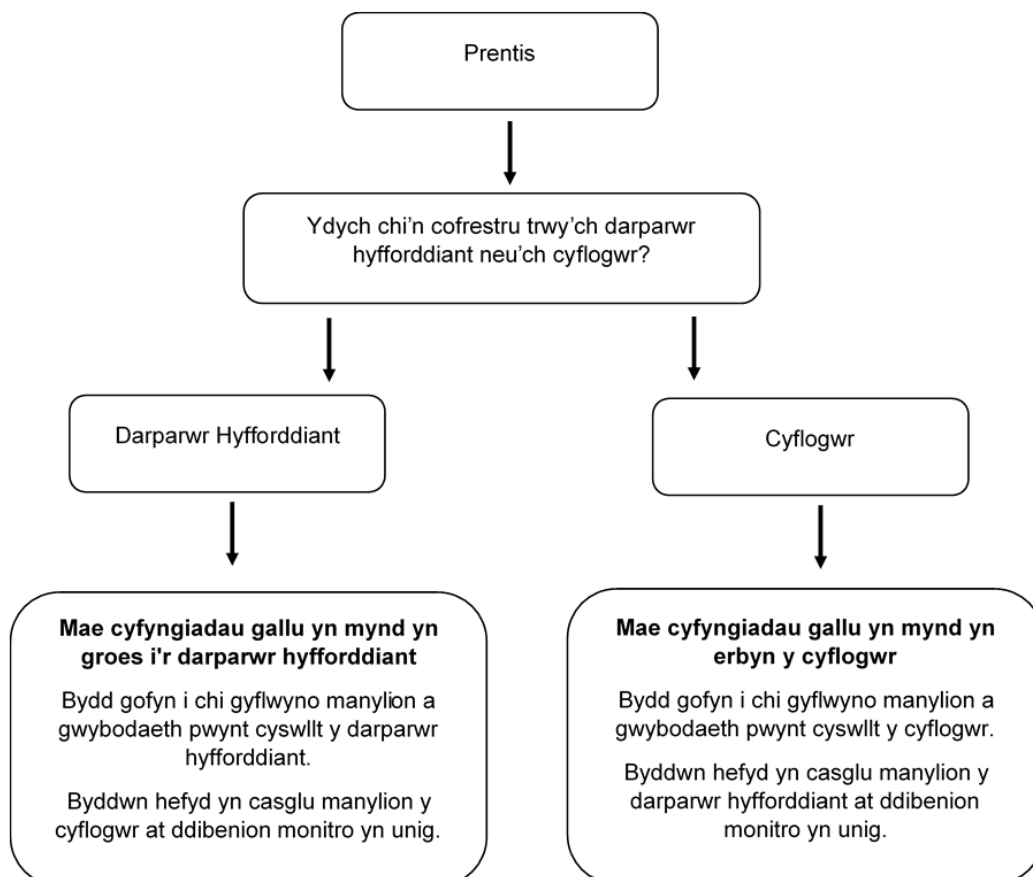 Prentis
Ydych chi'n cofrestru trwy'ch darparwr
hyfforddiant neu'ch cyflogwr?
Darparwr Hyfforddiant
Cyflogwr
Mae cyfyngiadau gallu yn mynd yn
groes i'r darparwr hyfforddiant
Bydd gofyn i chi gyflwyno manylion a
gwybodaeth pwynt cyswllt y darparwr
hyfforddiant.
Byddwn hefyd yn casglu manylion y
cyflogwr at ddibenion monitro yn unig.
Mae cyfyngiadau gallu yn mynd yn
erbyn y cyflogwr
Bydd gofyn i chi gyflwyno manylion a
gwybodaeth pwynt cyswllt y cyflogwr.
Byddwn hefyd yn casglu manylion y
darparwr hyfforddiant at ddibenion
monitro yn unig.